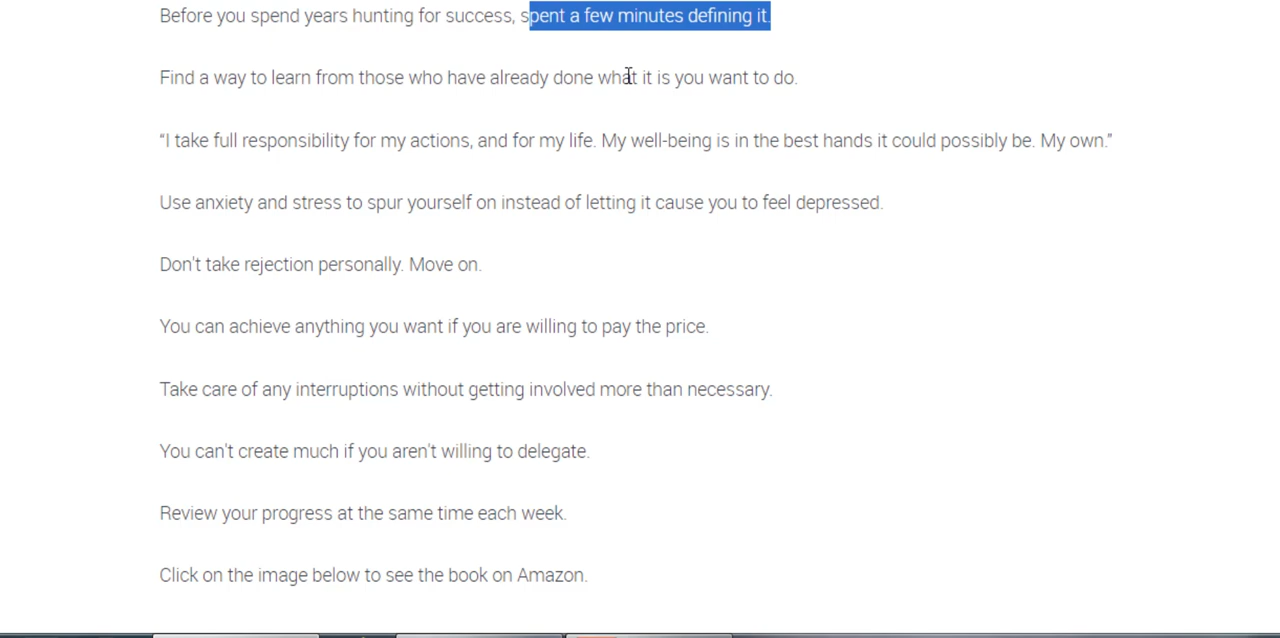 Before you spend years hunting for success, spent a few minutes defining it.
Find a way to learn from those who have already done what it is you want to do.
“I take full responsibility for my actions, and for my life. My well-being is in the best hands it could possibly be. My own.”
Use anxiety and stress to spur yourself on instead of letting it cause you to feel depressed.
Don't take rejection personally. Move on.
You can achieve anything you want if you are willing to pay the price.
Take care of any interruptions without getting involved more than necessary.
You can't create much if you aren't willing to delegate.
Review your progress at the same time each week.
Click on the image below to see the book on Amazon.